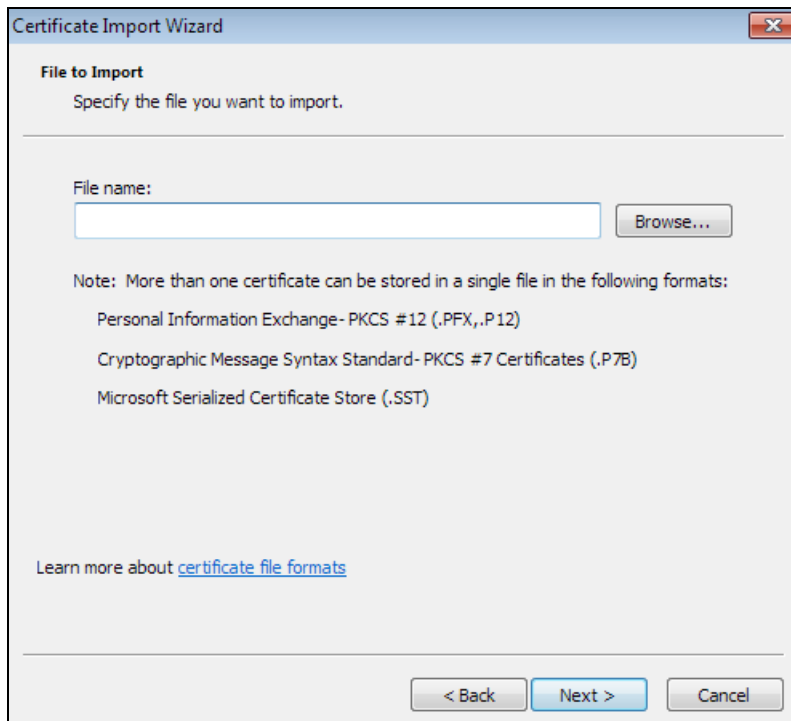 Certificate Import Wizard
File to Import
Specify the file you want to import.
File name:
Browse...
Note:  More than one certificate can be stored in a single file in the following formats:
Personal Information Exchange- PKCS #12 (.PFX,.P12)
Cryptographic Message Syntax Standard- PKCS #7 Certificates (.P7B)
Microsoft Serialized Certificate Store (.SST)
Learn more about certificate file formats
< Back Next > Cancel